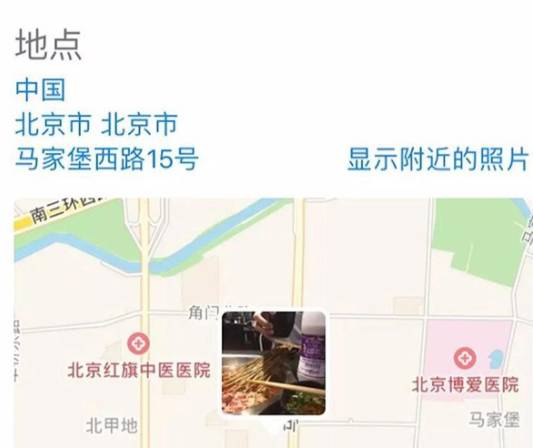 地点
中国
北京市 北京市
马家堡西路15号
显示附近的照片
南三环西
角门
北京红旗中医医院
北京博爱医院
北甲地
马家堡